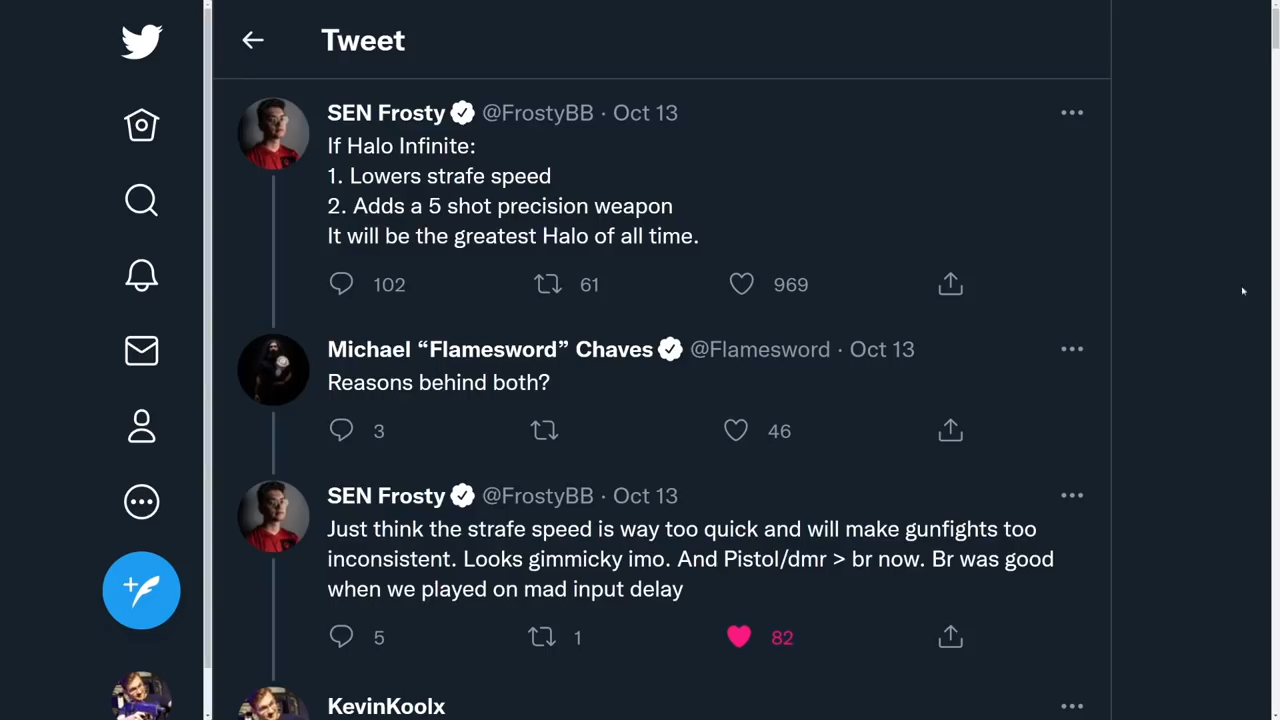 Tweet
SEN Frosty @FrostyBB · Oct 13
If Halo Infinite:
1. Lowers strafe speed
2. Adds a 5 shot precision weapon
It will be the greatest Halo of all time.
102 61 969
Michael “Flamesword” Chaves @Flamesword · Oct 13
Reasons behind both?
3 46
SEN Frosty @FrostyBB · Oct 13
Just think the strafe speed is way too quick and will make gunfights too
inconsistent. Looks gimmicky imo. And Pistol/dmr > br now. Br was good
when we played on mad input delay
5 1 82
KevinKoolx